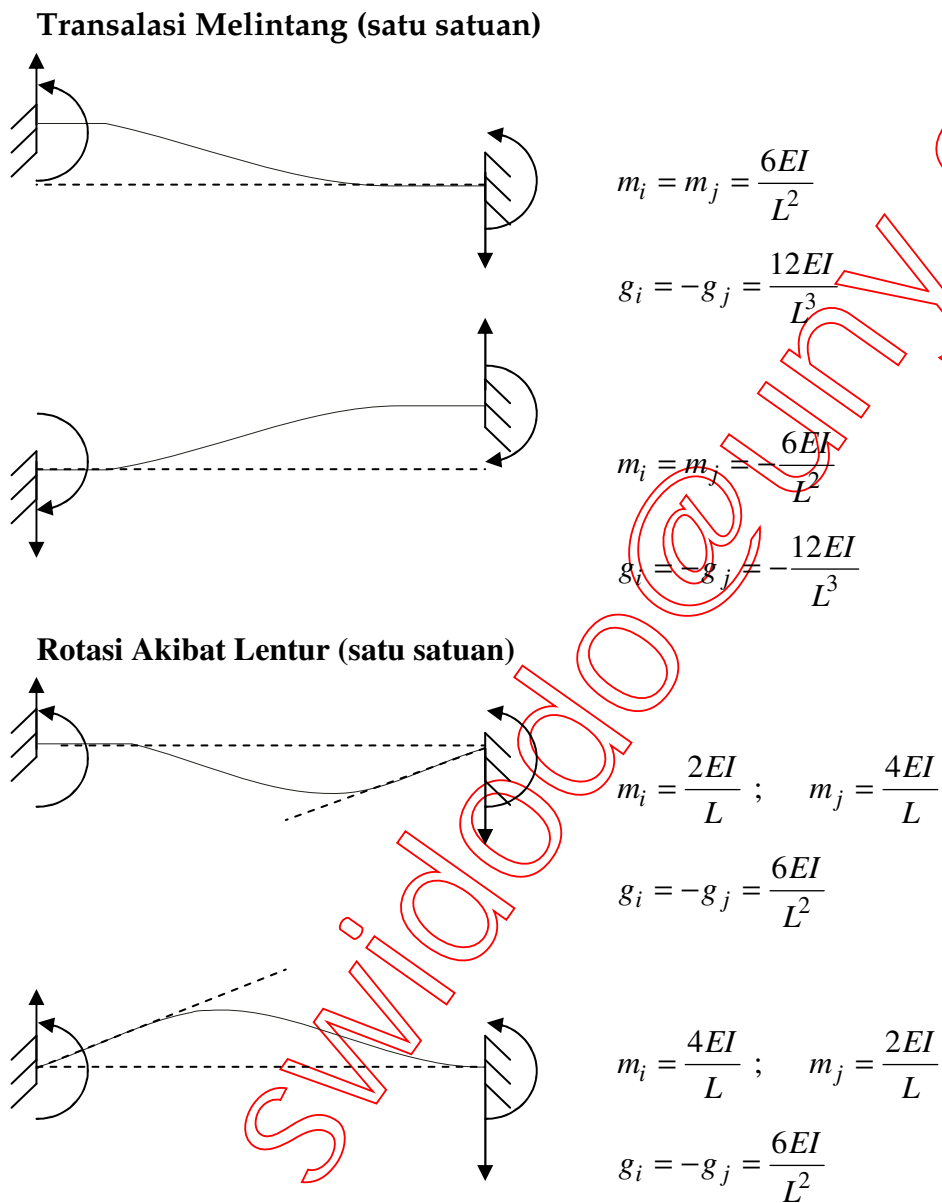 Transalasi Melintang (satu satuan)
m_i = m_j = 6EI/L^2
g_i = -g_j = 12EI/L^3
m_i = m_j = -6EI/L^2
g_i = -g_j = -12EI/L^3
Rotasi Akibat Lentur (satu satuan)
m_i = 2EI/L ; m_j = 4EI/L
g_i = -g_j = 6EI/L^2
m_i = 4EI/L ; m_j = 2EI/L
g_i = -g_j = 6EI/L^2
swidodo@uny